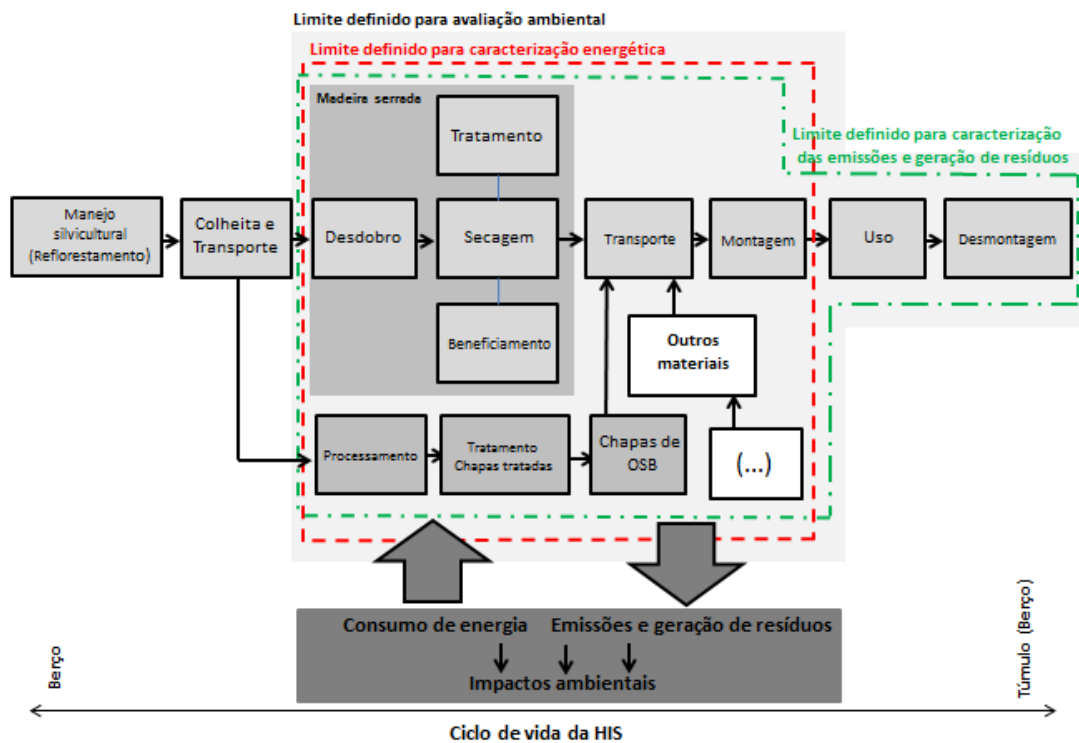 Limite definido para avaliação ambiental
Limite definido para caracterização energética
Madeira serrada
Tratamento
Limite definido para caracterização
das emissões e geração de resíduos
Manejo
silvicultural
(Reflorestamento)
Colheita e
Transporte
Desdobro
Secagem
Transporte
Montagem
Uso
Desmontagem
Beneficiamento
Outros
materiais
Processamento
Tratamento
Chapas tratadas
Chapas de
OSB
(...)
Consumo de energia
Emissões e geração de resíduos
Impactos ambientais
Berço
Túmulo (Berço)
Ciclo de vida da HIS